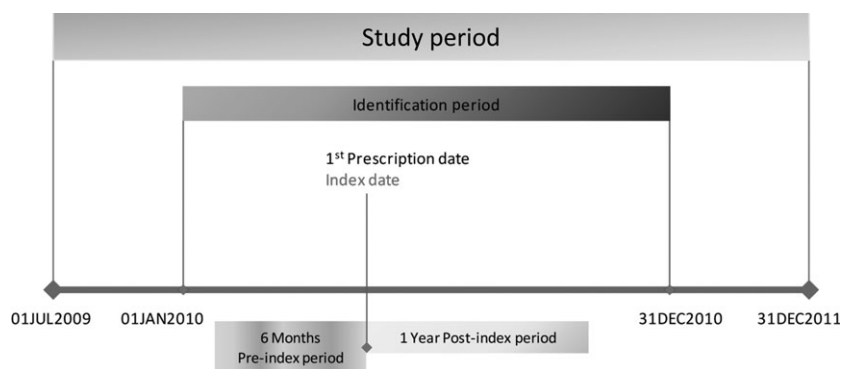 Study period
Identification period
1st Prescription date
Index date
01JUL2009
01JAN2010
31DEC2010
31DEC2011
6 Months
Pre-index period
1 Year Post-index period